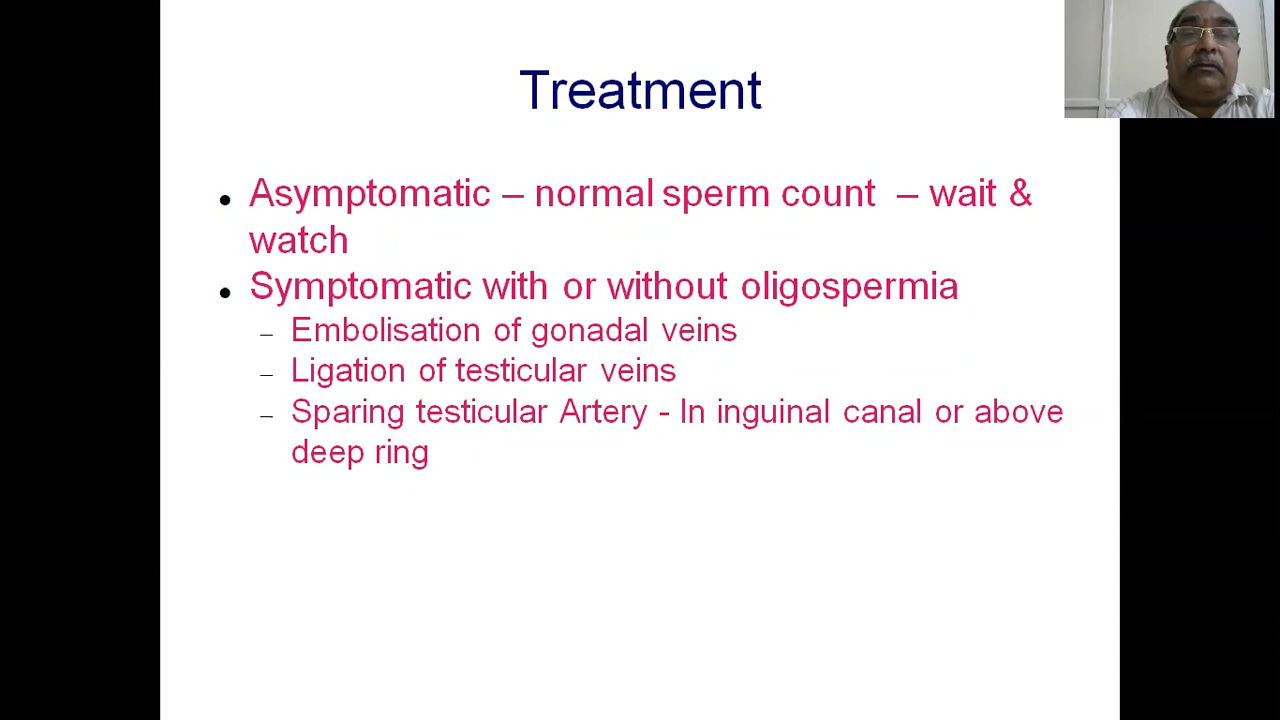 Treatment
Asymptomatic – normal sperm count – wait &
watch
Symptomatic with or without oligospermia
– Embolisation of gonadal veins
– Ligation of testicular veins
– Sparing testicular Artery - In inguinal canal or above
deep ring